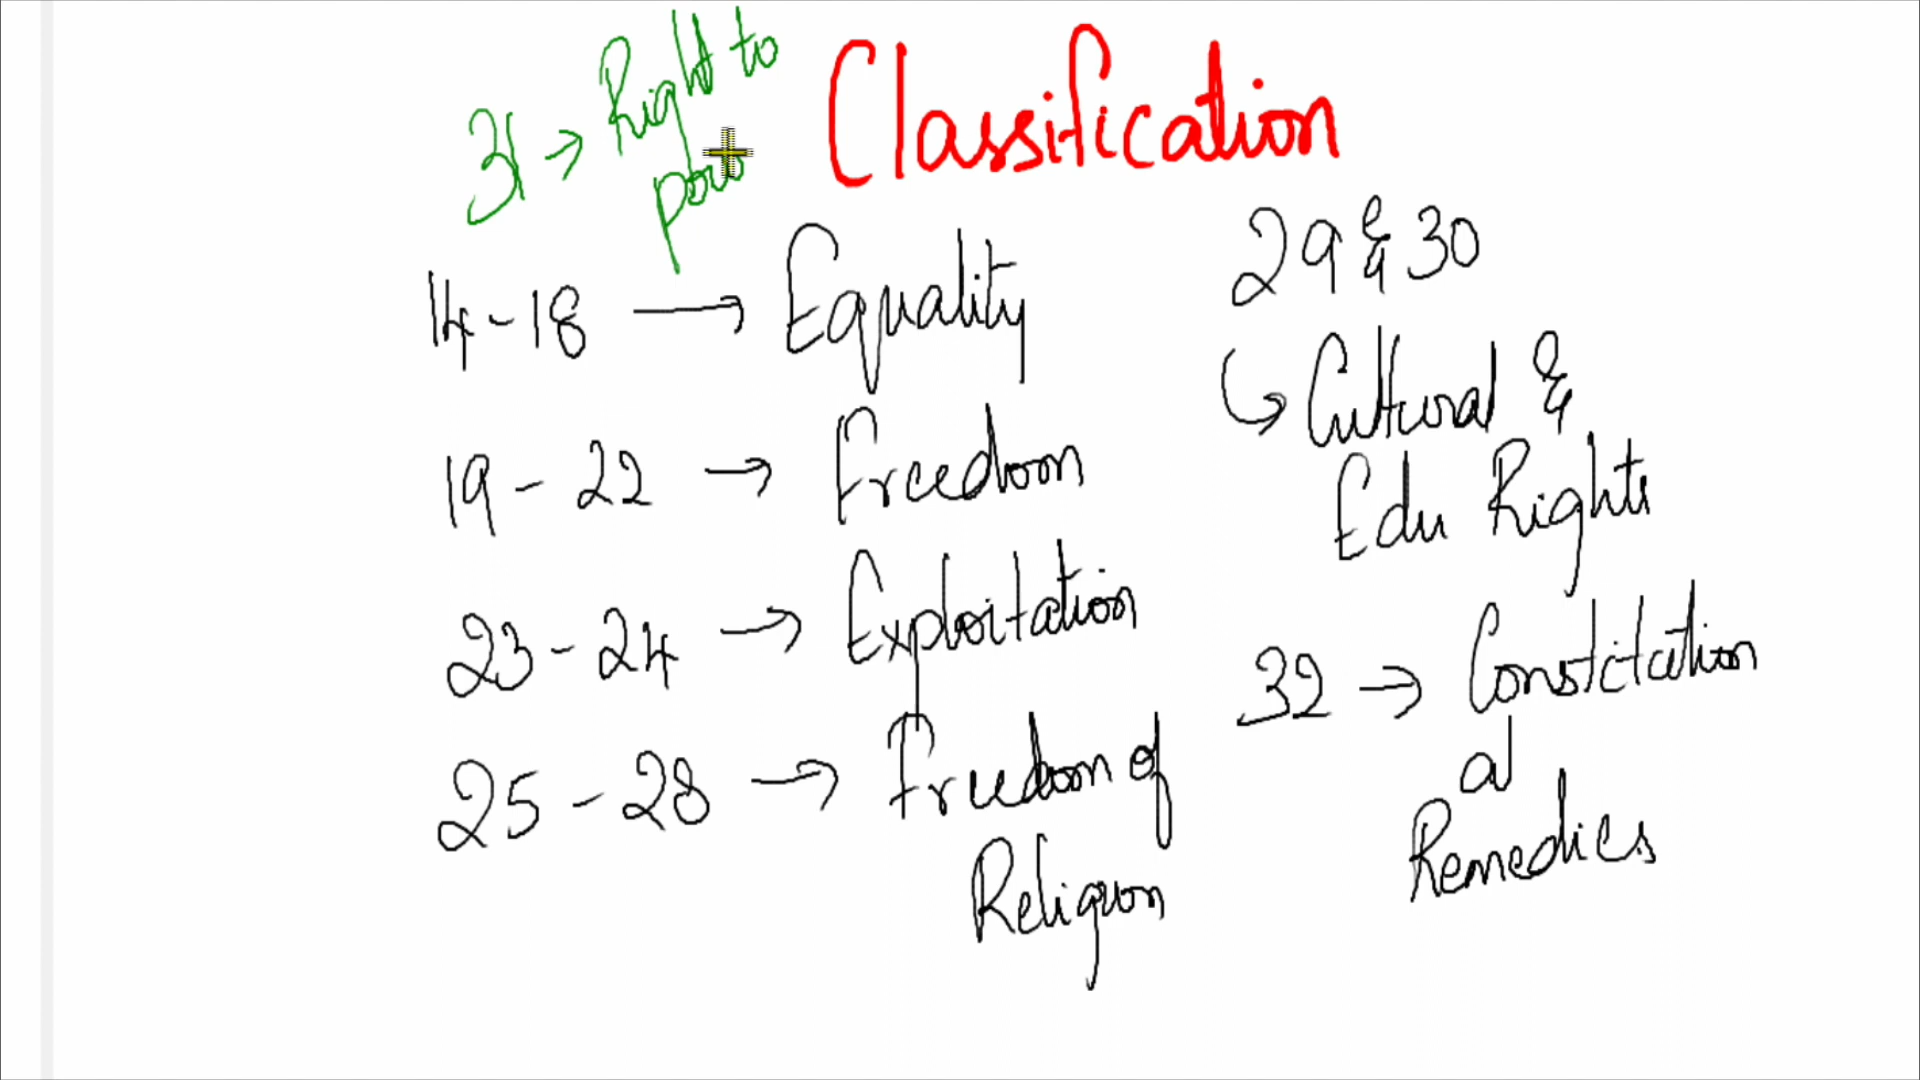 Classification
31 → Right to
14-18 → Equality
19-22 → Freedom
23-24 → Exploitation
25-28 → Freedom of
Religion
29 & 30
↳ Cultural &
Edu Rights
32 → Constitution
al
Remedies